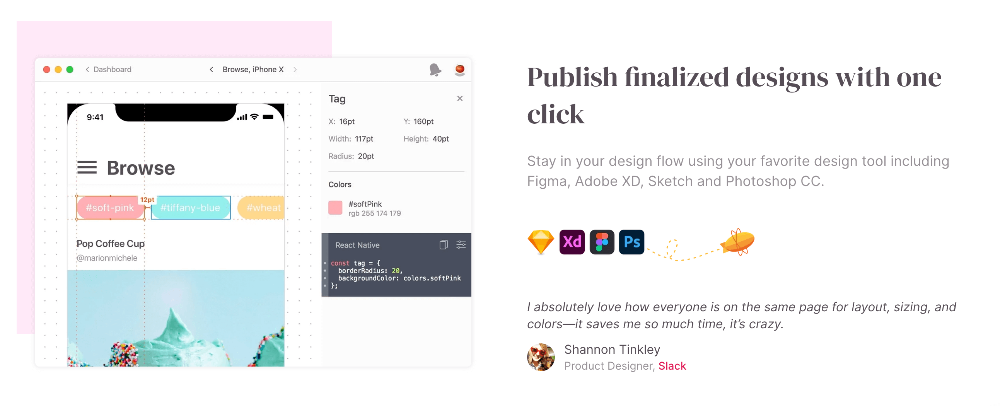 Dashboard
Browse, iPhone X
9:41
Browse
#soft-pink
12pt
#tiffany-blue
#wheat
Pop Coffee Cup
@marionmichele
Tag
X: 16pt
Y: 160pt
Width: 117pt
Height: 40pt
Radius: 20pt
Colors
#softPink
rgb 255 174 179
React Native
const tag = {
borderRadius: 20,
backgroundColor: colors.softPink
};
Publish finalized designs with one
click
Stay in your design flow using your favorite design tool including
Figma, Adobe XD, Sketch and Photoshop CC.
Xd
Ps
I absolutely love how everyone is on the same page for layout, sizing, and
colors—it saves me so much time, it’s crazy.
Shannon Tinkley
Product Designer, Slack